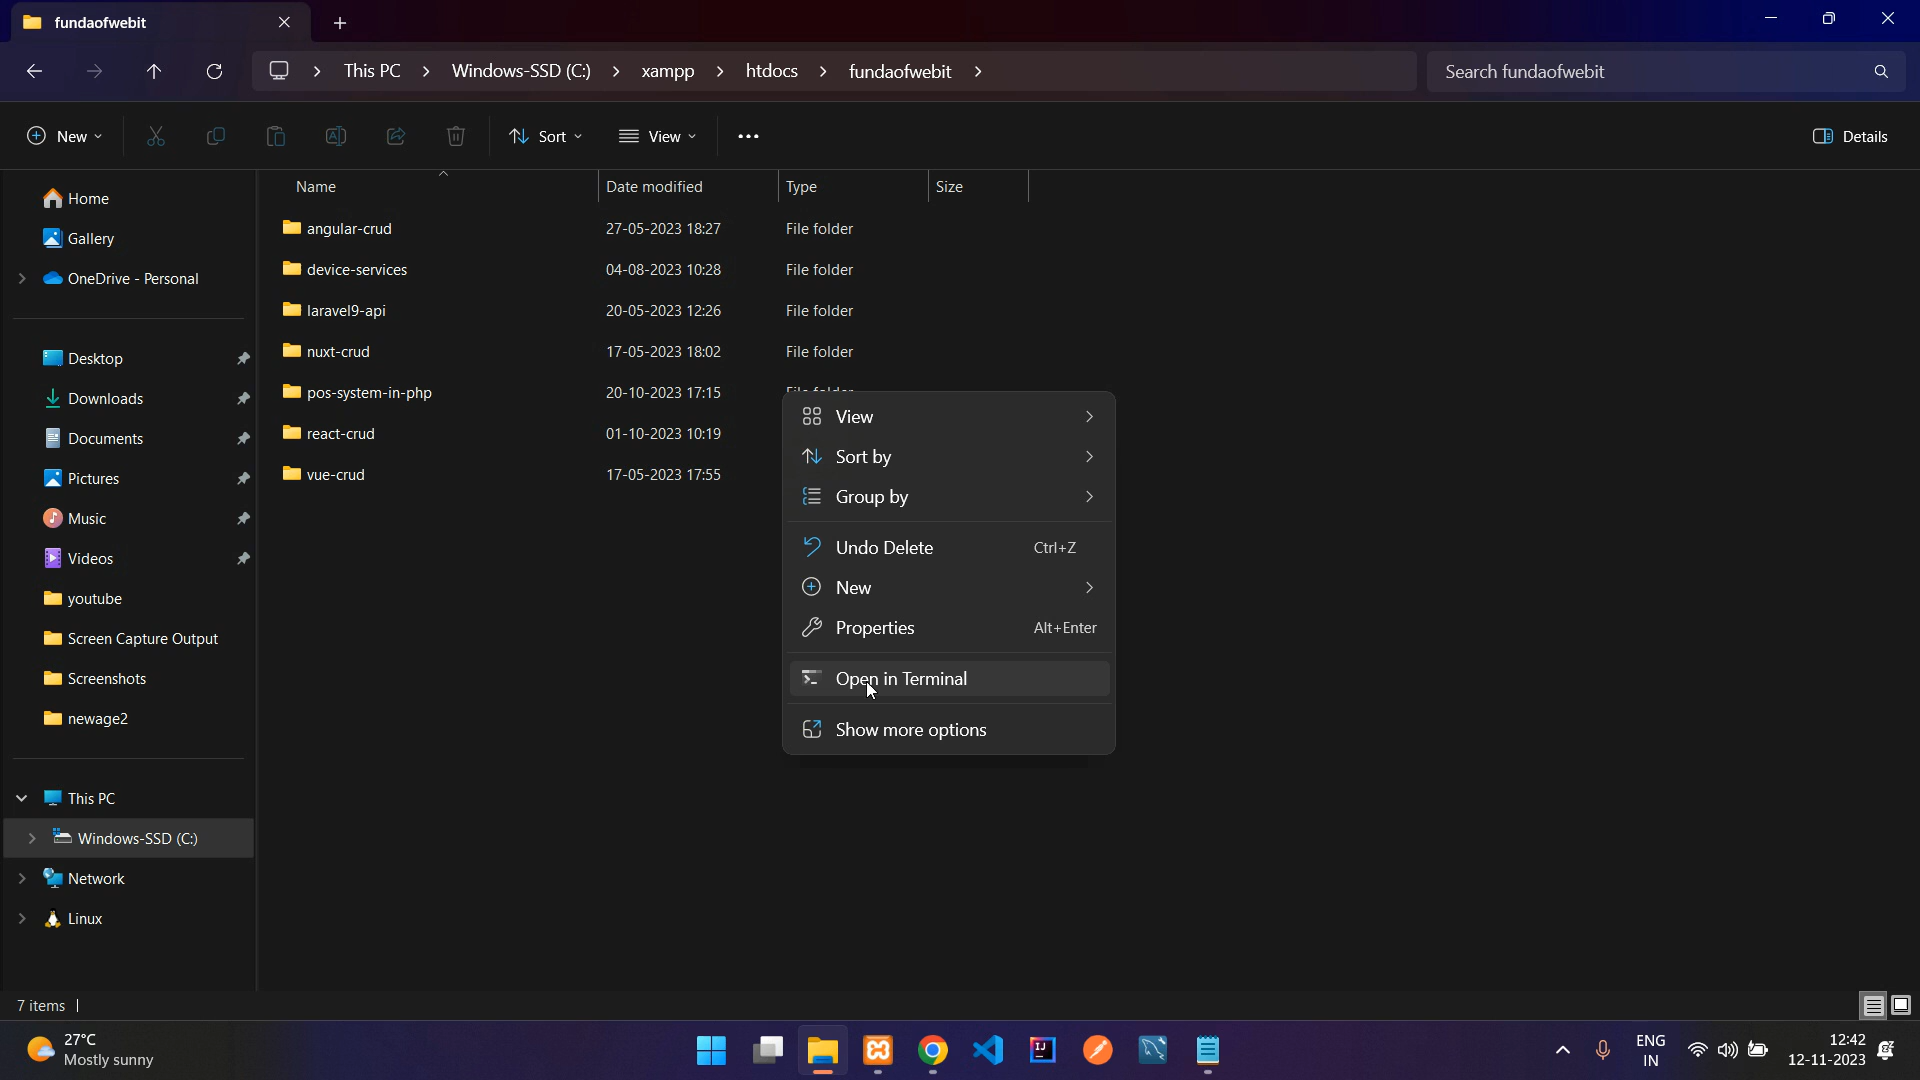 fundaofwebit
This PC
Windows-SSD (C:)
xampp
htdocs
fundaofwebit
Search fundaofwebit
New
Sort
View
Details
Name
Date modified
Type
Size
Home
Gallery
OneDrive - Personal
Desktop
Downloads
Documents
Pictures
Music
Videos
youtube
Screen Capture Output
Screenshots
newage2
This PC
Windows-SSD (C:)
Network
Linux
angular-crud 27-05-2023 18:27 File folder
device-services 04-08-2023 10:28 File folder
laravel9-api 20-05-2023 12:26 File folder
nuxt-crud 17-05-2023 18:02 File folder
pos-system-in-php 20-10-2023 17:15
react-crud 01-10-2023 10:19
vue-crud 17-05-2023 17:55
View
Sort by
Group by
Undo Delete Ctrl+Z
New
Properties Alt+Enter
Open in Terminal
Show more options
7 items
27°C
Mostly sunny
IJ
ENG
IN
12:42
12-11-2023